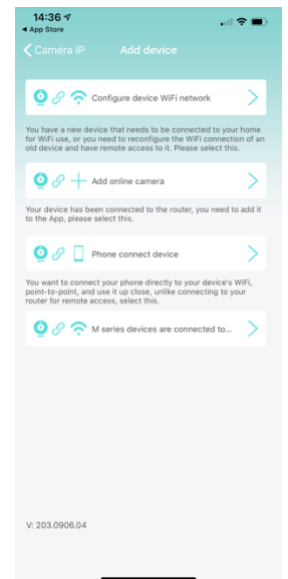 14:36
App Store
Caméra IP Add device
Configure device WiFi network
You have a new device that needs to be connected to your home
for WiFi use, or you need to reconfigure the WiFi connection of an
old device and have remote access to it. Please select this.
Add online camera
Your device has been connected to the router, you need to add it
to the App, please select this.
Phone connect device
You want to connect your phone directly to your device's WiFi,
point-to-point, and use it up close, unlike connecting to your
router for remote access, select this.
M series devices are connected to...
V: 203.0906.04